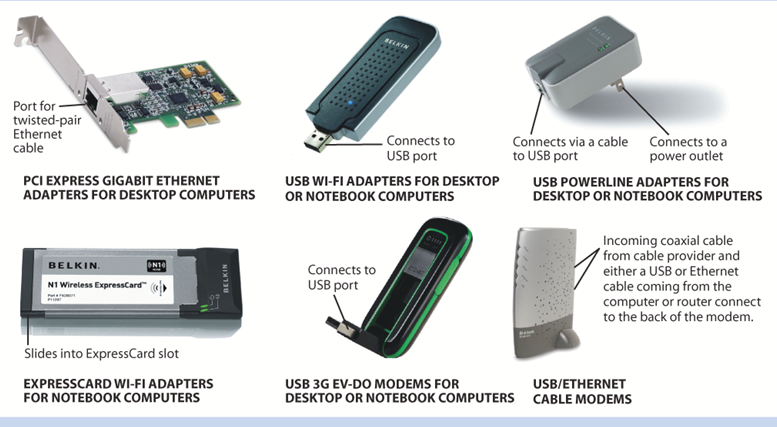 Port for
twisted-pair
Ethernet
cable
PCI EXPRESS GIGABIT ETHERNET
ADAPTERS FOR DESKTOP COMPUTERS
BELKIN
Connects to
USB port
USB WI-FI ADAPTERS FOR DESKTOP
OR NOTEBOOK COMPUTERS
BELKIN
Connects via a cable
to USB port
Connects to a
power outlet
USB POWERLINE ADAPTERS FOR
DESKTOP OR NOTEBOOK COMPUTERS
BELKIN.
N1
N1 Wireless ExpressCard™
BELKIN
Slides into ExpressCard slot
EXPRESSCARD WI-FI ADAPTERS
FOR NOTEBOOK COMPUTERS
Connects to
USB port
USB 3G EV-DO MODEMS FOR
DESKTOP OR NOTEBOOK COMPUTERS
Incoming coaxial cable
from cable provider and
either a USB or Ethernet
cable coming from the
computer or router connect
to the back of the modem.
D-Link
USB/ETHERNET
CABLE MODEMS